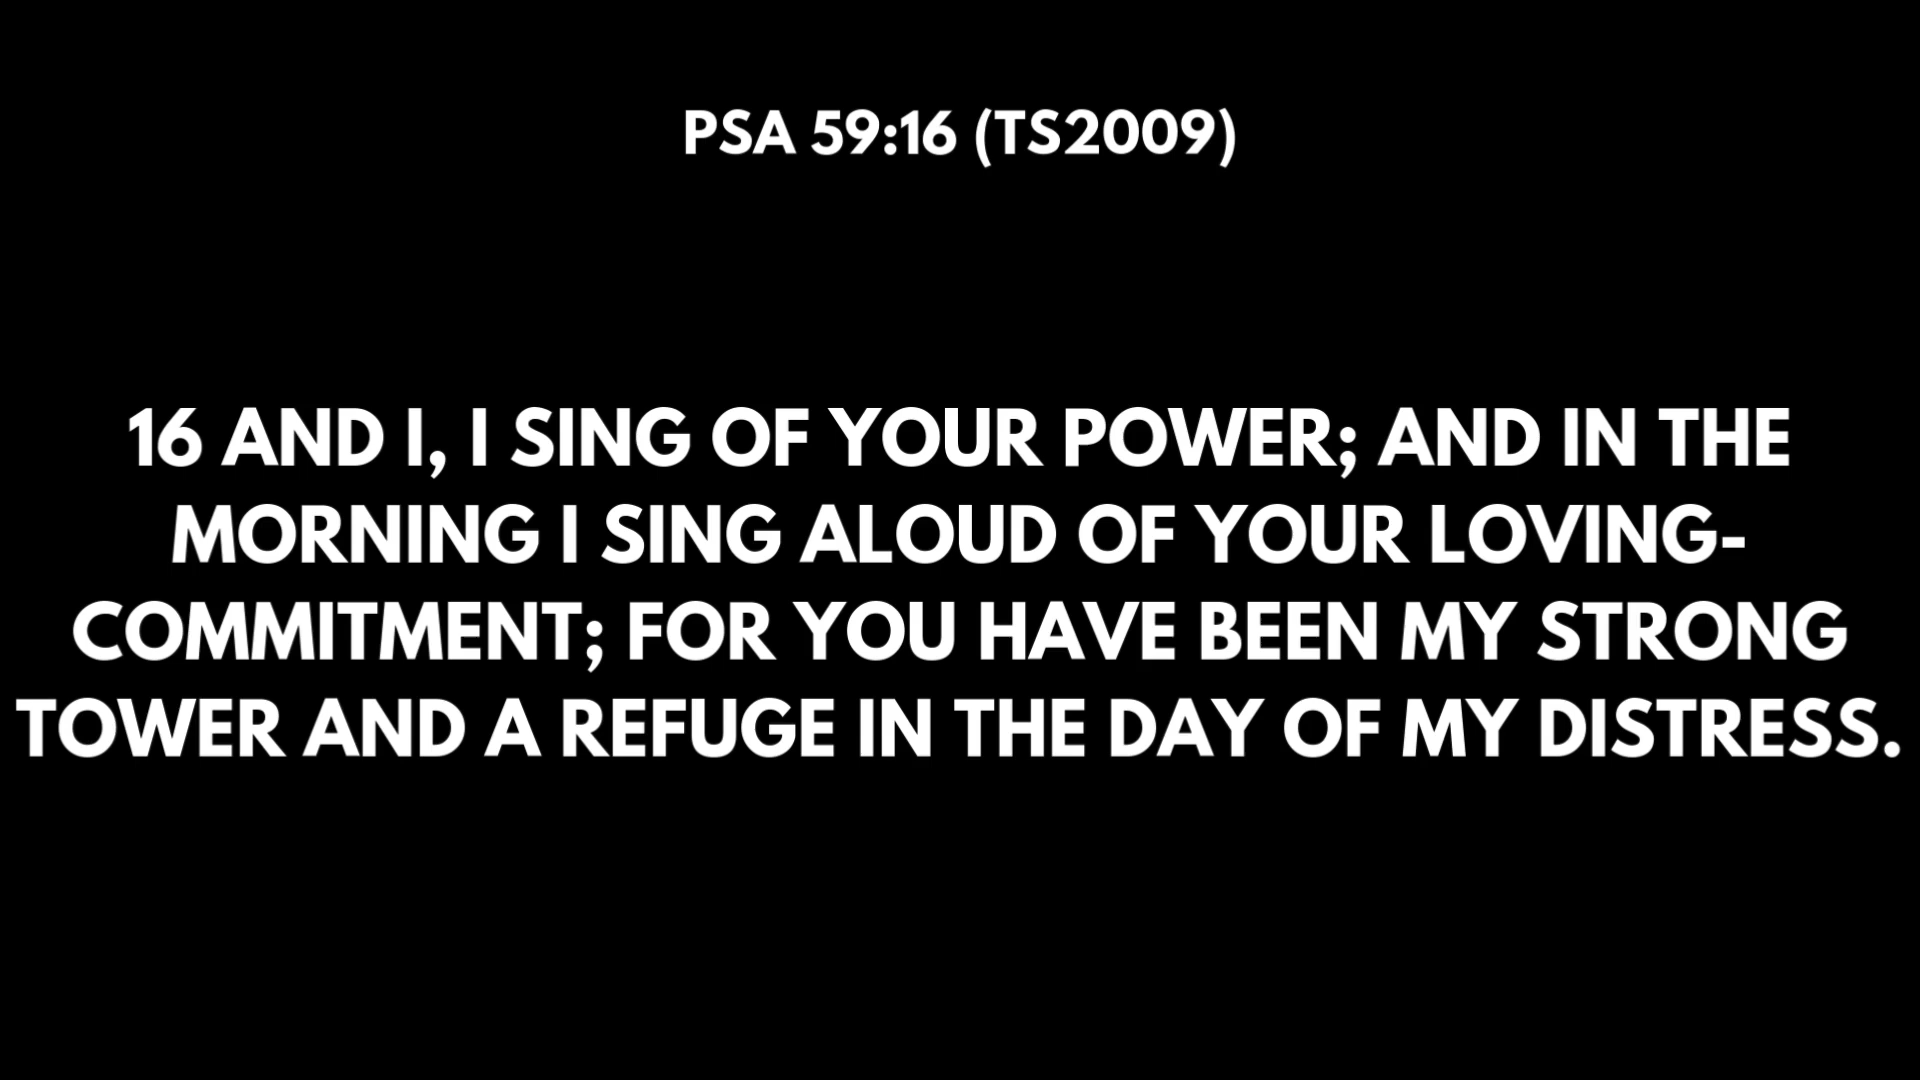 PSA 59:16 (TS2009)
16 AND I, I SING OF YOUR POWER; AND IN THE
MORNING I SING ALOUD OF YOUR LOVING-
COMMITMENT; FOR YOU HAVE BEEN MY STRONG
TOWER AND A REFUGE IN THE DAY OF MY DISTRESS.